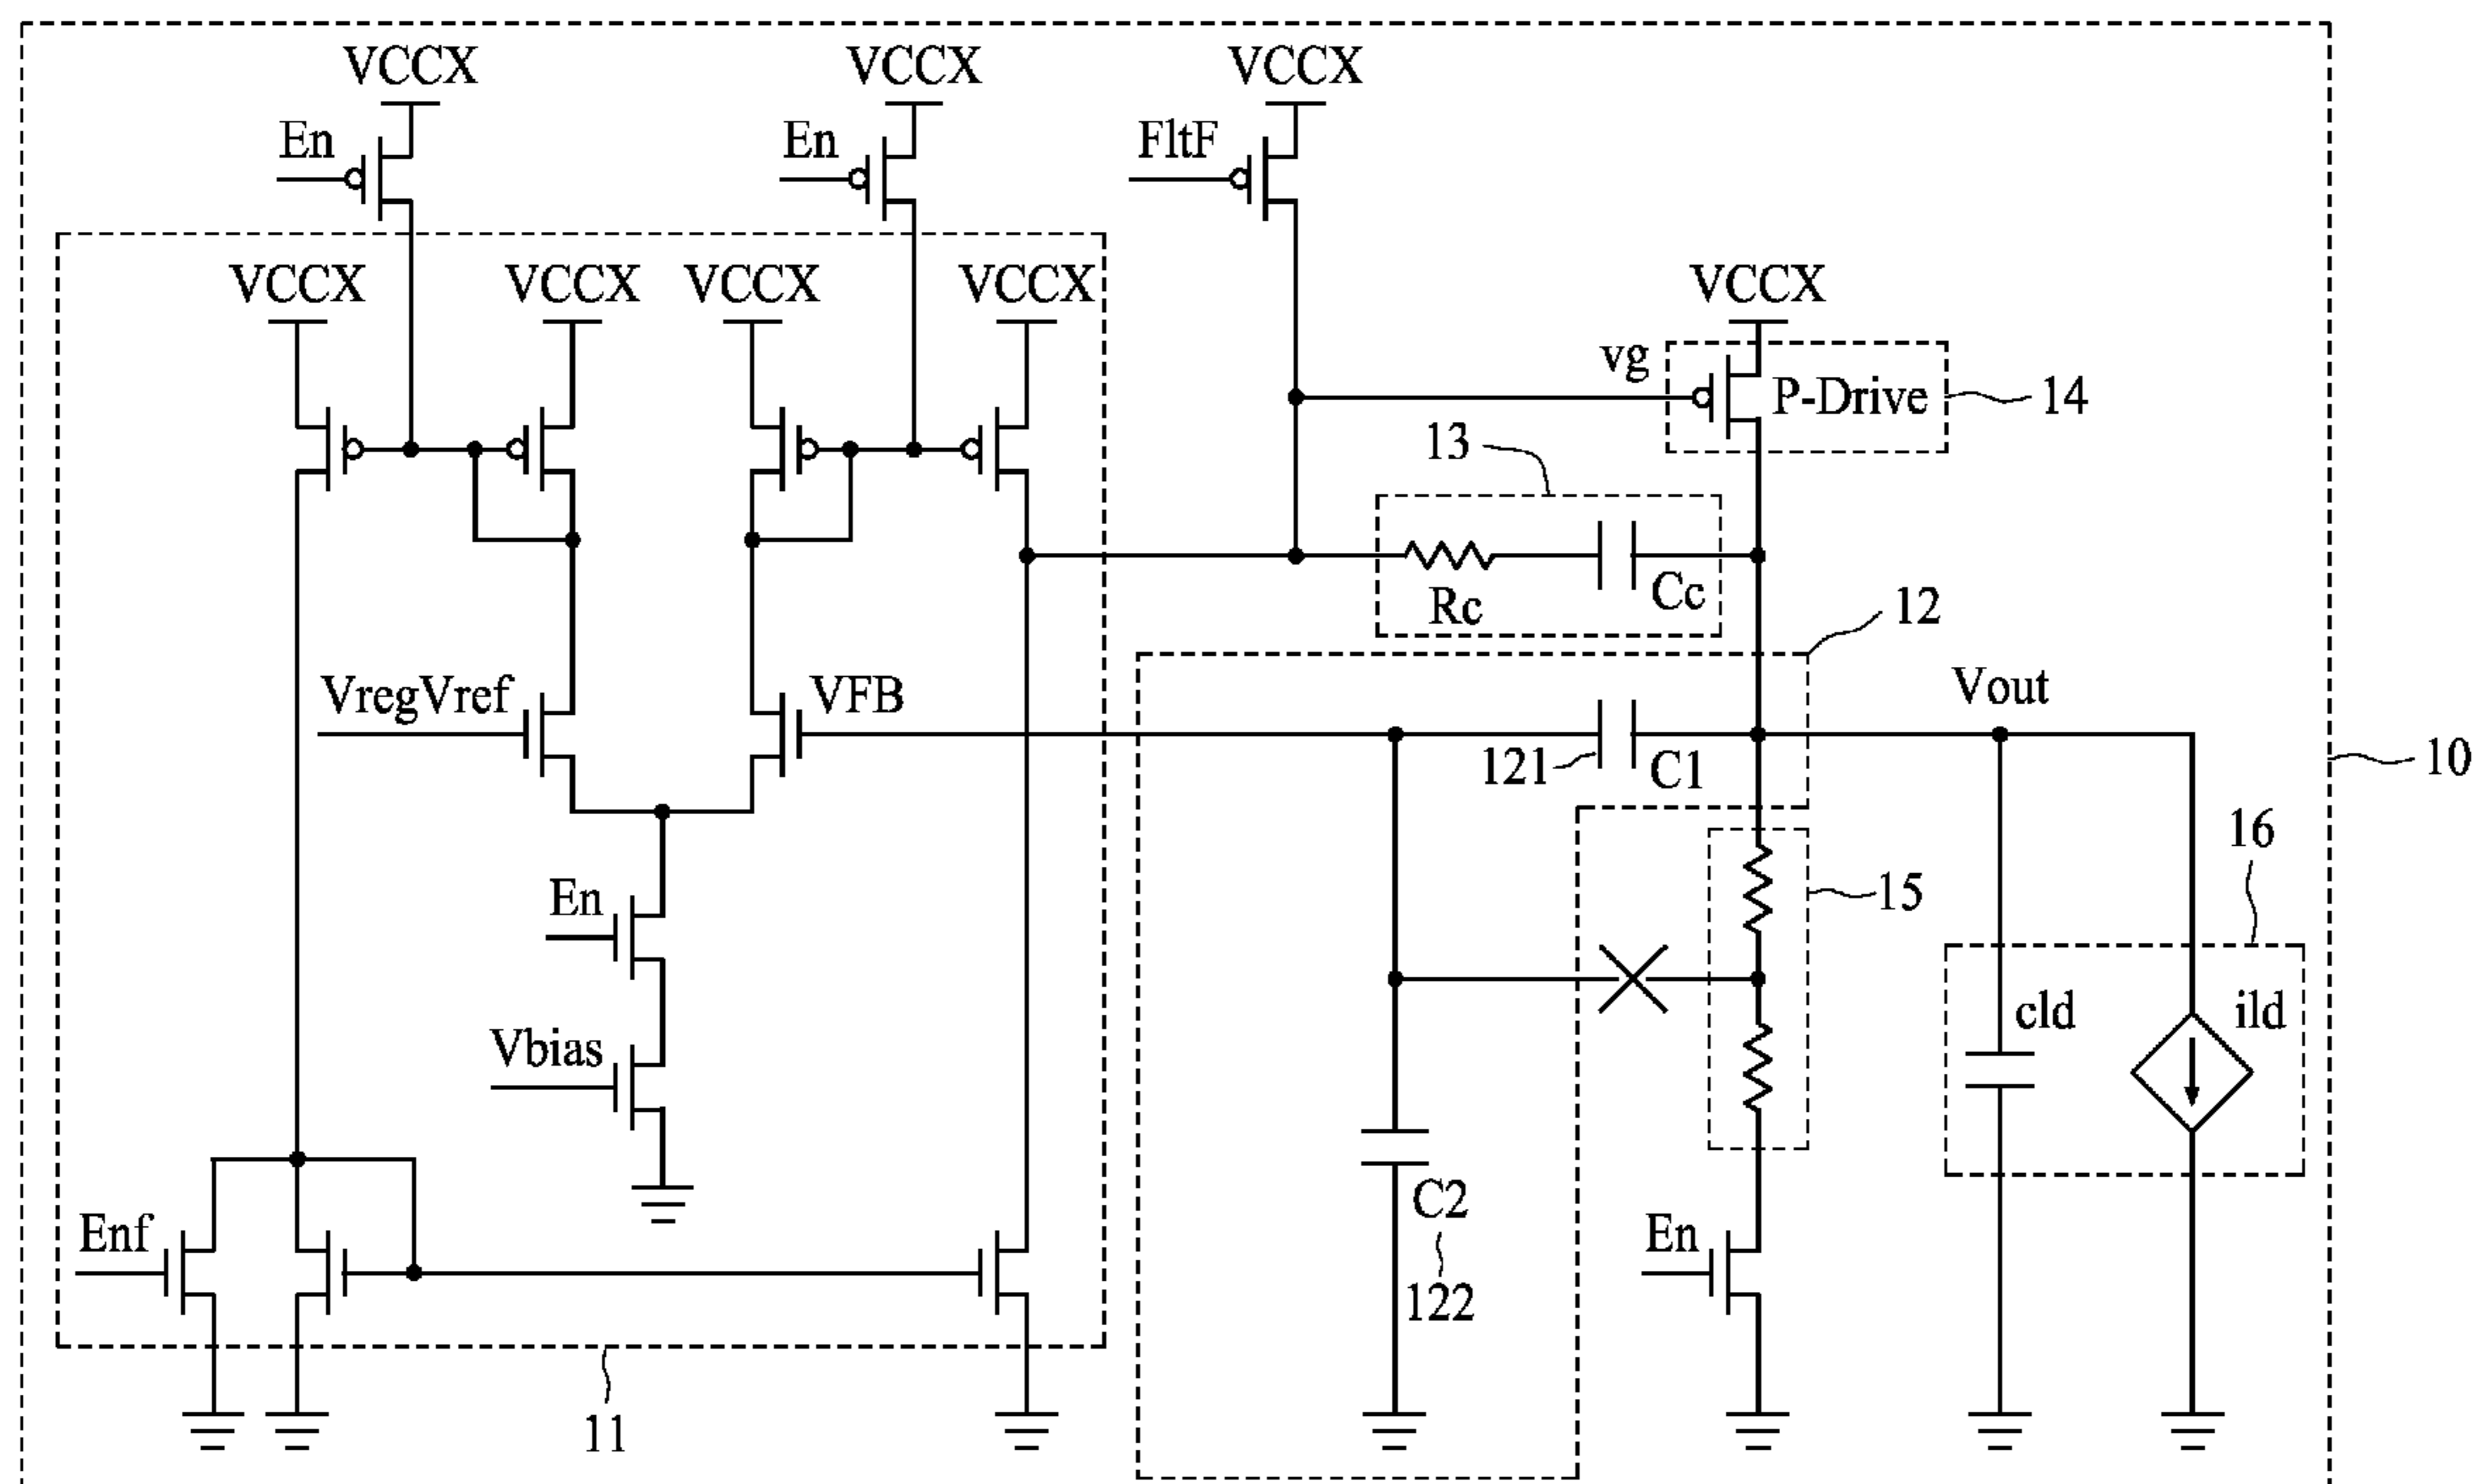 VCCX VCCX VCCX
En En FltF
VCCX VCCX VCCX VCCX VCCX
vg P-Drive 14
13
Rc Cc
12
VregVref VFB Vout
121 C1 10
16
En 15
cld ild
Vbias
C2
Enf En
122
11